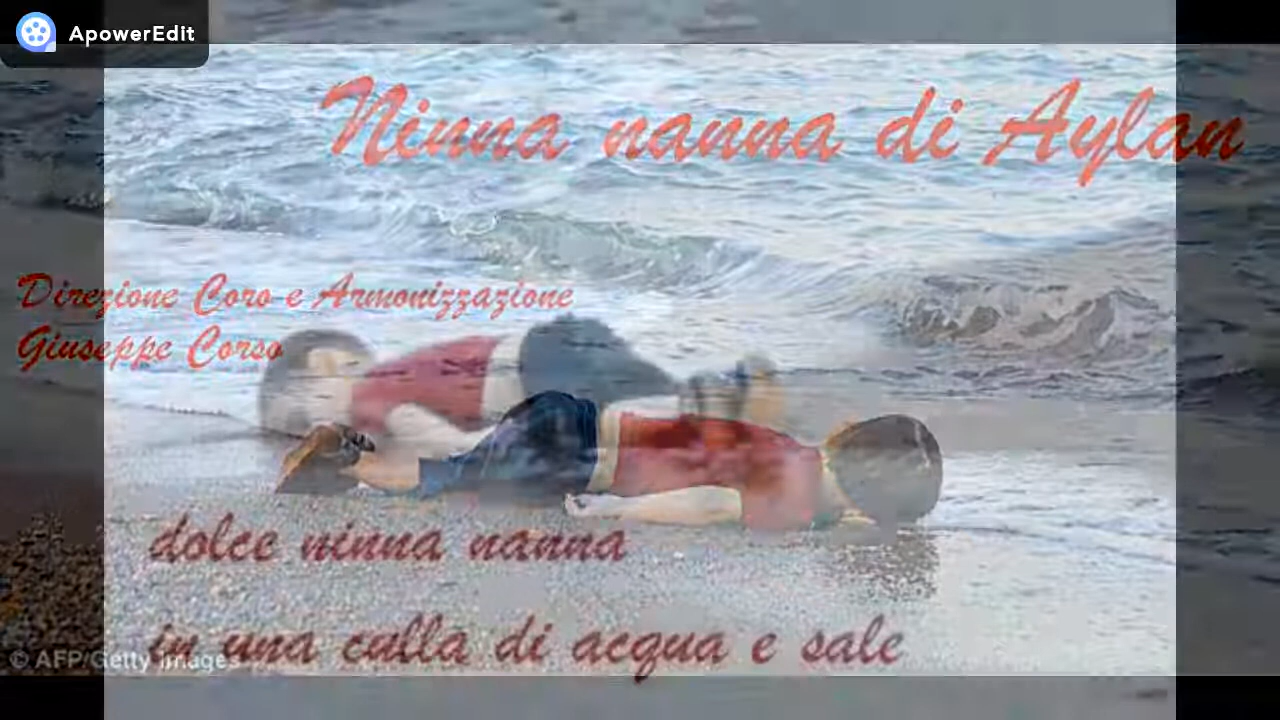 ApowerEdit
Ninna nanna di Aylan
Direzione Coro e Armonizzazione
Giuseppe Corso
dolce ninna nanna
in una culla di acqua e sale
© AFP/Getty Images